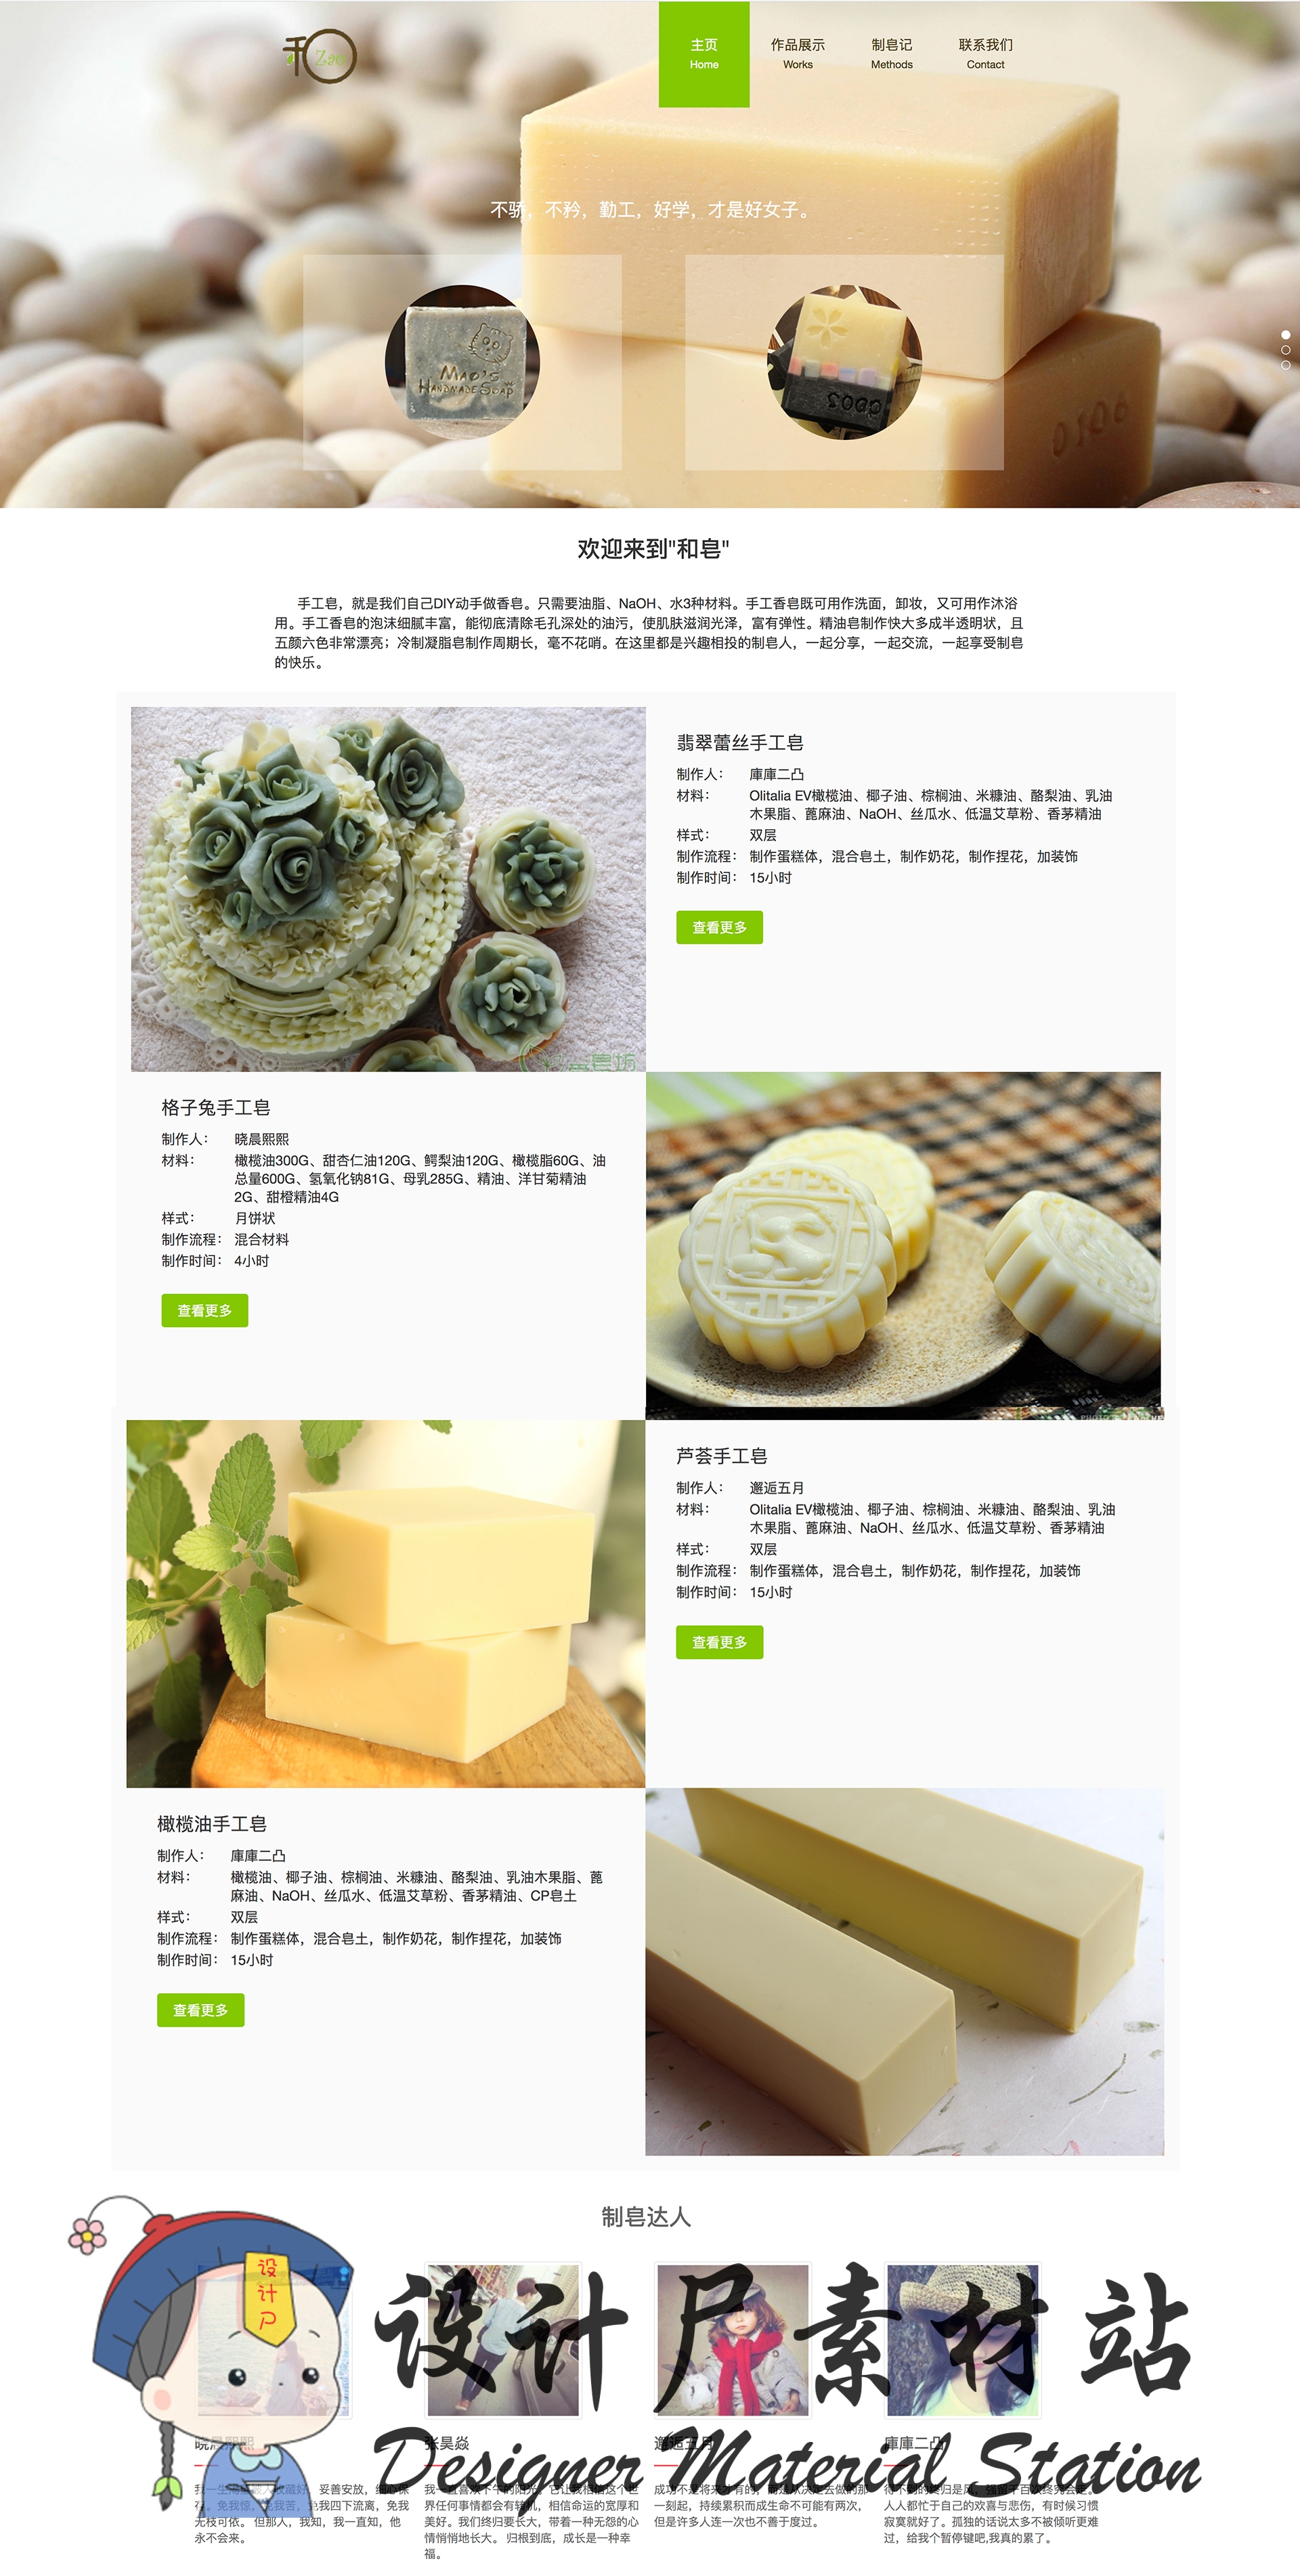 Zao
主页
Home
作品展示
Works
制皂记
Methods
联系我们
Contact
不骄，不矜，勤工，好学，才是好女子。
MAO'S
HANDMADE SOAP
0106
欢迎来到"和皂"
手工皂，就是我们自己DIY动手做香皂。只需要油脂、NaOH、水3种材料。手工香皂既可用作洗面，卸妆，又可用作沐浴
用。手工香皂的泡沫细腻丰富，能彻底清除毛孔深处的油污，使肌肤滋润光泽，富有弹性。精油皂制作快大多成半透明状，且
五颜六色非常漂亮；冷制凝脂皂制作周期长，毫不花哨。在这里都是兴趣相投的制皂人，一起分享，一起交流，一起享受制皂
的快乐。
翡翠蕾丝手工皂
制作人： 庫庫二凸
材料： Olitalia EV橄榄油、椰子油、棕榈油、米糠油、酪梨油、乳油
木果脂、蓖麻油、NaOH、丝瓜水、低温艾草粉、香茅精油
样式： 双层
制作流程： 制作蛋糕体，混合皂土，制作奶花，制作捏花，加装饰
制作时间： 15小时
查看更多
格子兔手工皂
制作人： 晓晨熙熙
材料： 橄榄油300G、甜杏仁油120G、鳄梨油120G、橄榄脂60G、油
总量600G、氢氧化钠81G、母乳285G、精油、洋甘菊精油
2G、甜橙精油4G
样式： 月饼状
制作流程： 混合材料
制作时间： 4小时
查看更多
芦荟手工皂
制作人： 邂逅五月
材料： Olitalia EV橄榄油、椰子油、棕榈油、米糠油、酪梨油、乳油
木果脂、蓖麻油、NaOH、丝瓜水、低温艾草粉、香茅精油
样式： 双层
制作流程： 制作蛋糕体，混合皂土，制作奶花，制作捏花，加装饰
制作时间： 15小时
查看更多
橄榄油手工皂
制作人： 庫庫二凸
材料： 橄榄油、椰子油、棕榈油、米糠油、酪梨油、乳油木果脂、蓖
麻油、NaOH、丝瓜水、低温艾草粉、香茅精油、CP皂土
样式： 双层
制作流程： 制作蛋糕体，混合皂土，制作奶花，制作捏花，加装饰
制作时间： 15小时
查看更多
制皂达人
设计尸
设计尸素材站
Designer Material Station
晓晨熙熙
妥善安放，细心保
免我苦，免我四下流离，免我
无枝可依。 但那人，我知，我一直知，他
永不会来。
张昊焱
我一直喜欢下午的阳光。它让我相信这个世
界任何事情都会有转机，相信命运的宽厚和
美好。我们终归要长大，带着一种无怨的心
情悄悄地长大。 归根到底，成长是一种幸
福。
邂逅五月
成功不是将来才有的，而是从决定去做的那
一刻起，持续累积而成生命不可能有两次，
但是许多人连一次也不善于度过。
庫庫二凸
人人都忙于自己的欢喜与悲伤，有时候习惯
寂寞就好了。孤独的话说太多不被倾听更难
过，给我个暂停键吧,我真的累了。